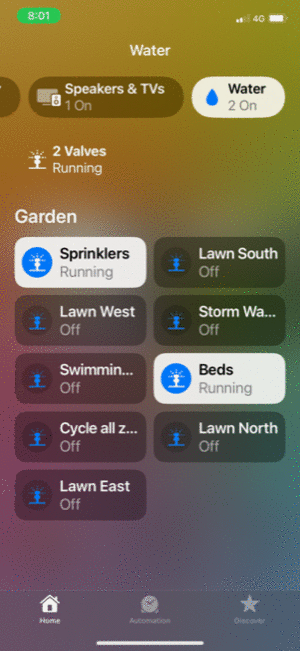 8:01
4G
Water
Speakers & TVs
1 On
Water
2 On
2 Valves
Running
Garden
Sprinklers
Running
Lawn South
Off
Lawn West
Off
Storm Wa...
Off
Swimmin...
Off
Beds
Running
Cycle all z...
Off
Lawn North
Off
Lawn East
Off
Home
Automation
Discover